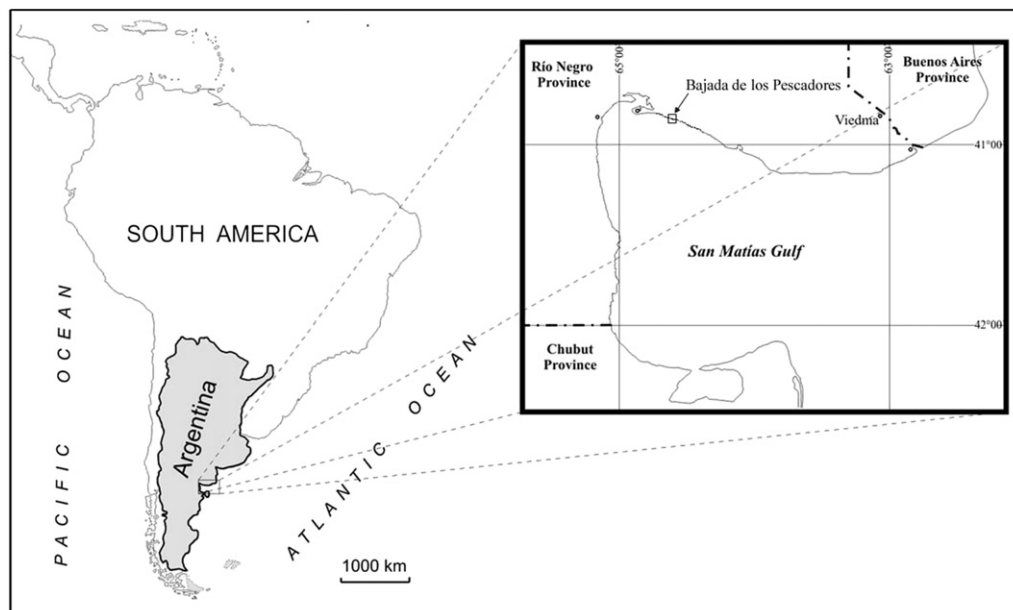 SOUTH AMERICA
Argentina
PACIFIC OCEAN
ATLANTIC OCEAN
1000 km
Río Negro
Province
65°00
63°00
Buenos Aires
Province
Bajada de los Pescadores
Viedma
41°00
San Matías Gulf
42°00
Chubut
Province